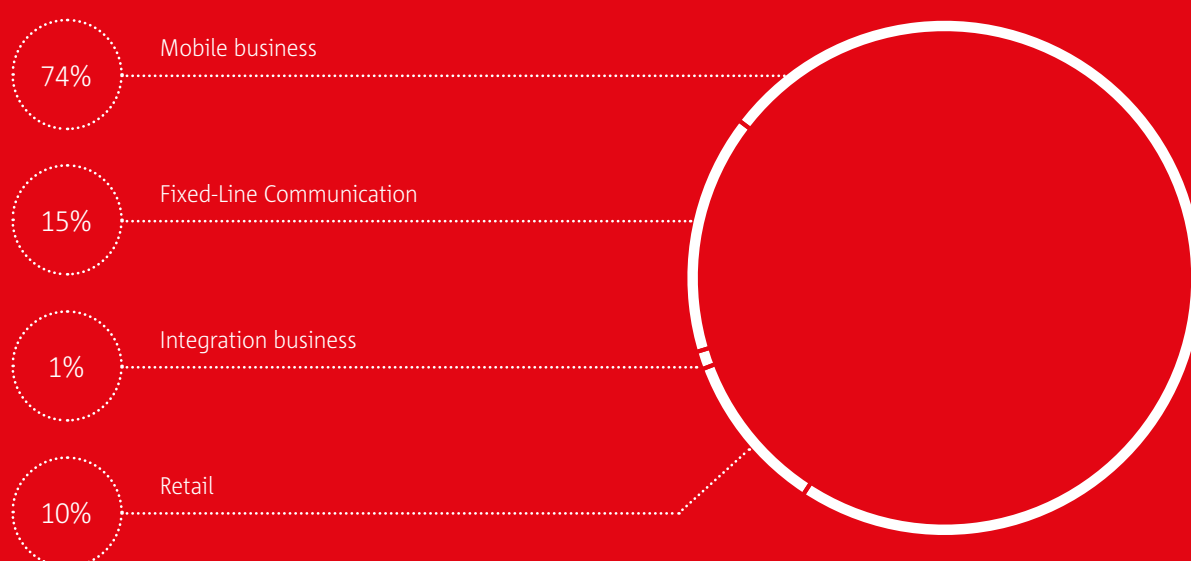 Mobile business
74%
Fixed-Line Communication
15%
Integration business
1%
Retail
10%